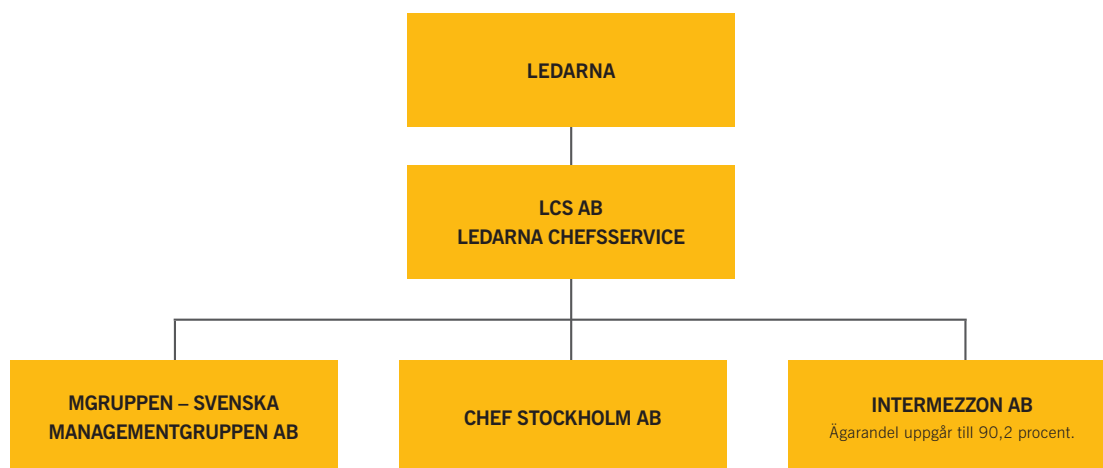 LEDARNA
LCS AB
LEDARNA CHEFSSERVICE
MGRUPPEN – SVENSKA
MANAGEMENTGRUPPEN AB
CHEF STOCKHOLM AB
INTERMEZZON AB
Ägarandel uppgår till 90,2 procent.